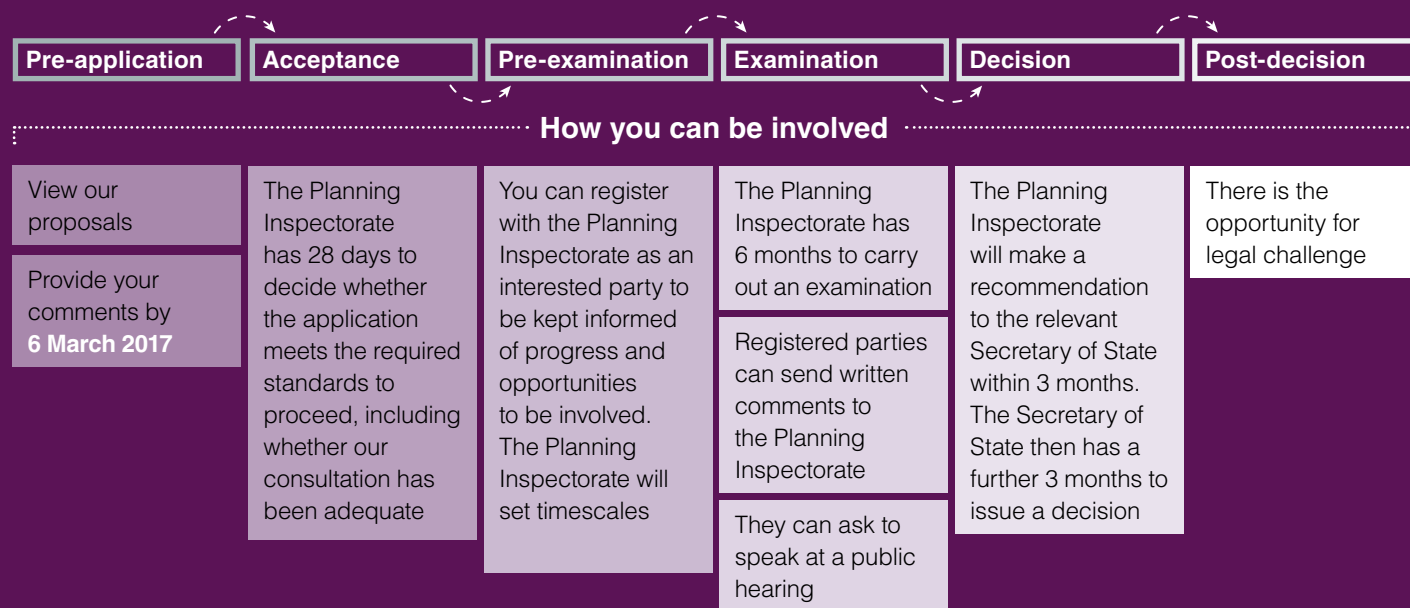 Pre-application
Acceptance
Pre-examination
Examination
Decision
Post-decision
How you can be involved
View our
proposals
Provide your
comments by
6 March 2017
The Planning
Inspectorate
has 28 days to
decide whether
the application
meets the required
standards to
proceed, including
whether our
consultation has
been adequate
You can register
with the Planning
Inspectorate as an
interested party to
be kept informed
of progress and
opportunities
to be involved.
The Planning
Inspectorate will
set timescales
The Planning
Inspectorate has
6 months to carry
out an examination
Registered parties
can send written
comments to
the Planning
Inspectorate
They can ask to
speak at a public
hearing
The Planning
Inspectorate
will make a
recommendation
to the relevant
Secretary of State
within 3 months.
The Secretary of
State then has a
further 3 months to
issue a decision
There is the
opportunity for
legal challenge